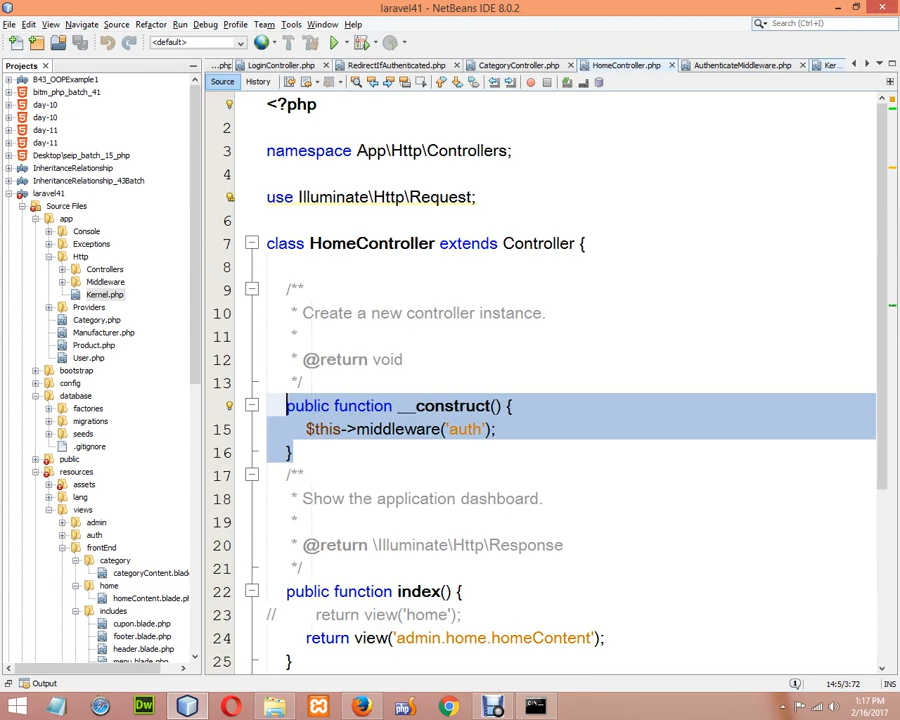 laravel41 - NetBeans IDE 8.0.2
File Edit View Navigate Source Refactor Run Debug Profile Team Tools Window Help
Search (Ctrl+I)
<default>
Projects
...php LoginController.php RedirectIfAuthenticated.php CategoryController.php HomeController.php AuthenticateMiddleware.php Ker...
Source History
B43_OOPExample1
bitm_php_batch_41
day-10
day-10
day-11
day-11
Desktop\seip_batch_15_php
InheritanceRelationship
InheritanceRelationship_43Batch
laravel41
Source Files
app
Console
Exceptions
Http
Controllers
Middleware
Kernel.php
Providers
Category.php
Manufacturer.php
Product.php
User.php
bootstrap
config
database
factories
migrations
seeds
.gitignore
public
resources
assets
lang
views
admin
auth
frontEnd
category
categoryContent.blad
home
homeContent.blade.p
includes
cupon.blade.php
footer.blade.php
header.blade.php
menu.blade.php
<?php
2
3 namespace App\Http\Controllers;
4
use Illuminate\Http\Request;
6
7 class HomeController extends Controller {
8
9 /**
10 * Create a new controller instance.
11 *
12 * @return void
13 */
public function __construct() {
15 $this->middleware('auth');
16 }
17 /**
18 * Show the application dashboard.
19 *
20 * @return \Illuminate\Http\Response
21 */
22 public function index() {
23 // return view('home');
24 return view('admin.home.homeContent');
25 }
Output
14:5/3:72 INS
1:17 PM
2/16/2017